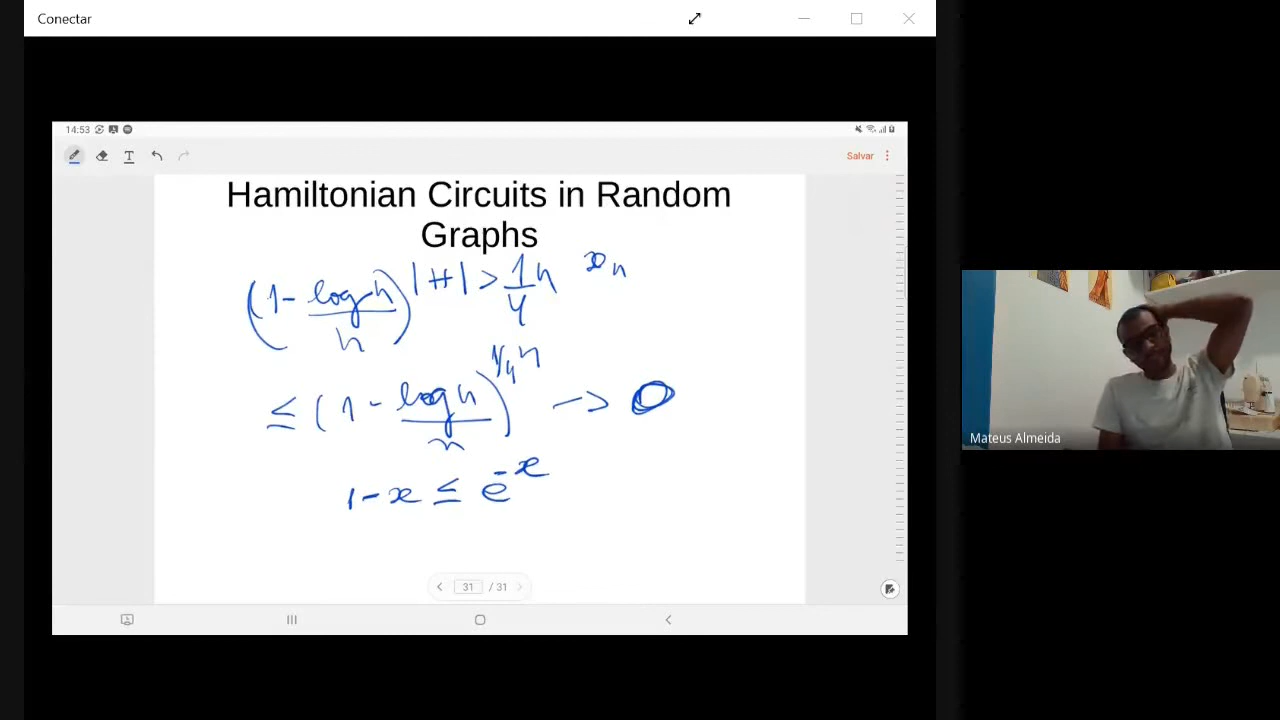 Conectar
14:53
Salvar
Hamiltonian Circuits in Random
Graphs
(1 - log n / n)^|H| > 1/4 n x n
≤ (1 - log n / n)^1/4 n → 0
1 - x ≤ e^-x
31 / 31
Mateus Almeida